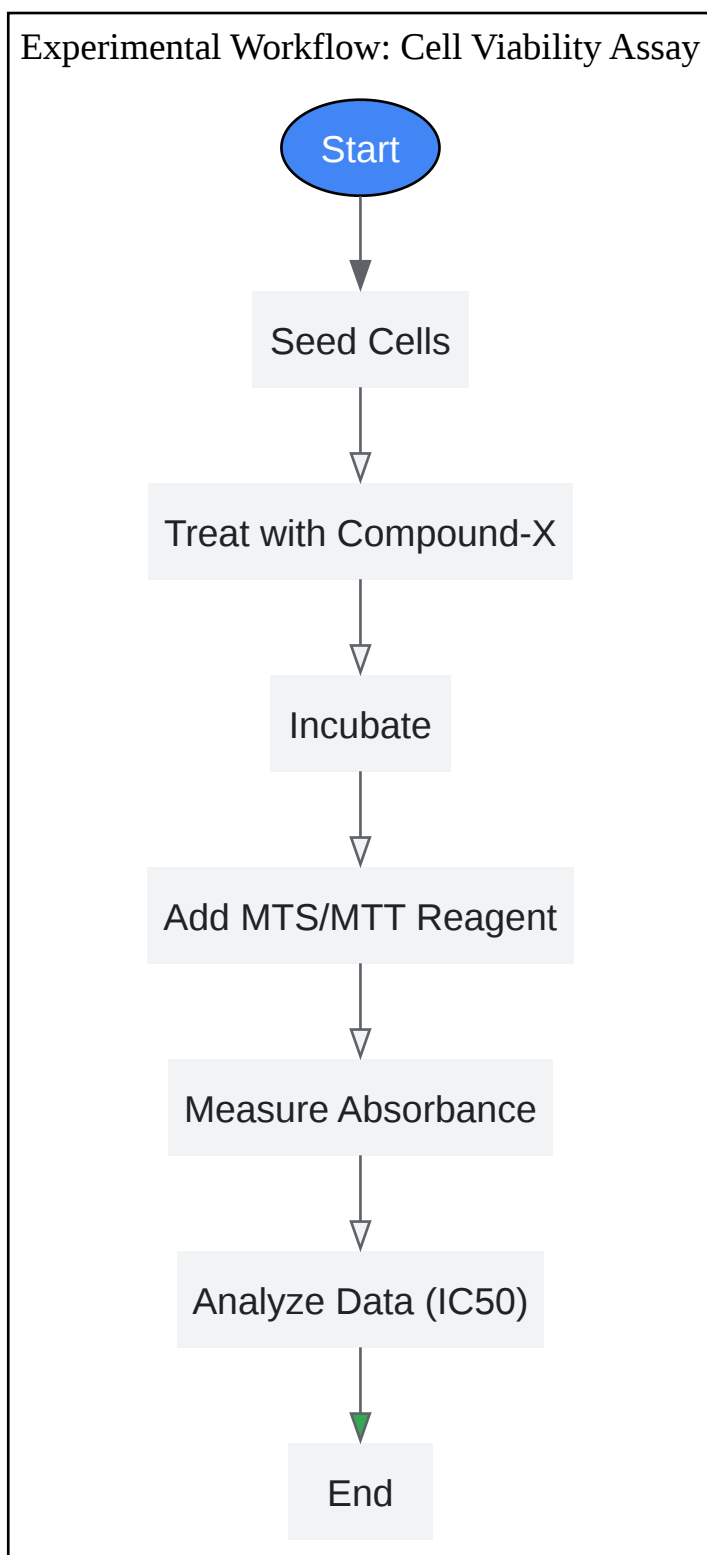 Experimental Workflow: Cell Viability Assay
Start
Seed Cells
Treat with Compound-X
Incubate
Add MTS/MTT Reagent
Measure Absorbance
Analyze Data (IC50)
End